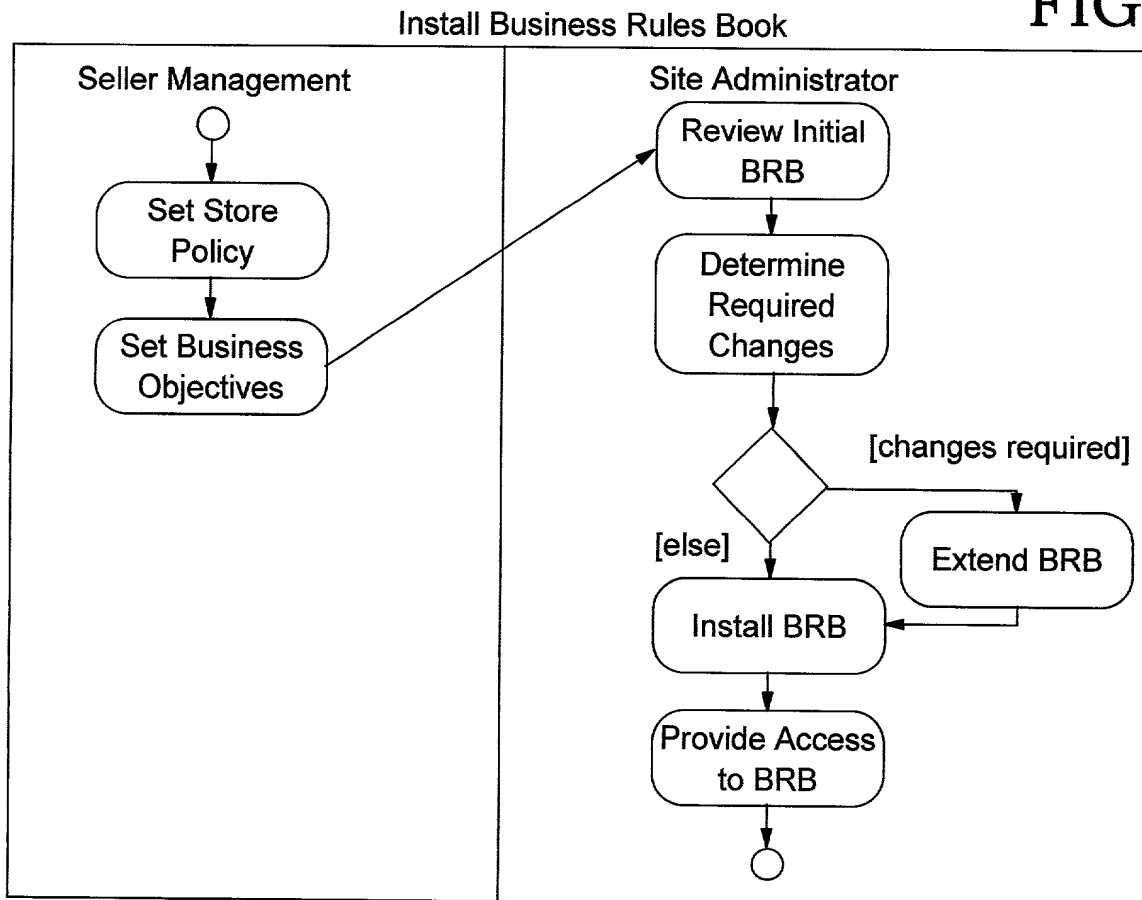 FIG
Install Business Rules Book
Seller Management
Set Store
Policy
Set Business
Objectives
Site Administrator
Review Initial
BRB
Determine
Required
Changes
[changes required]
[else]
Extend BRB
Install BRB
Provide Access
to BRB